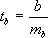 t_b = b / m_b